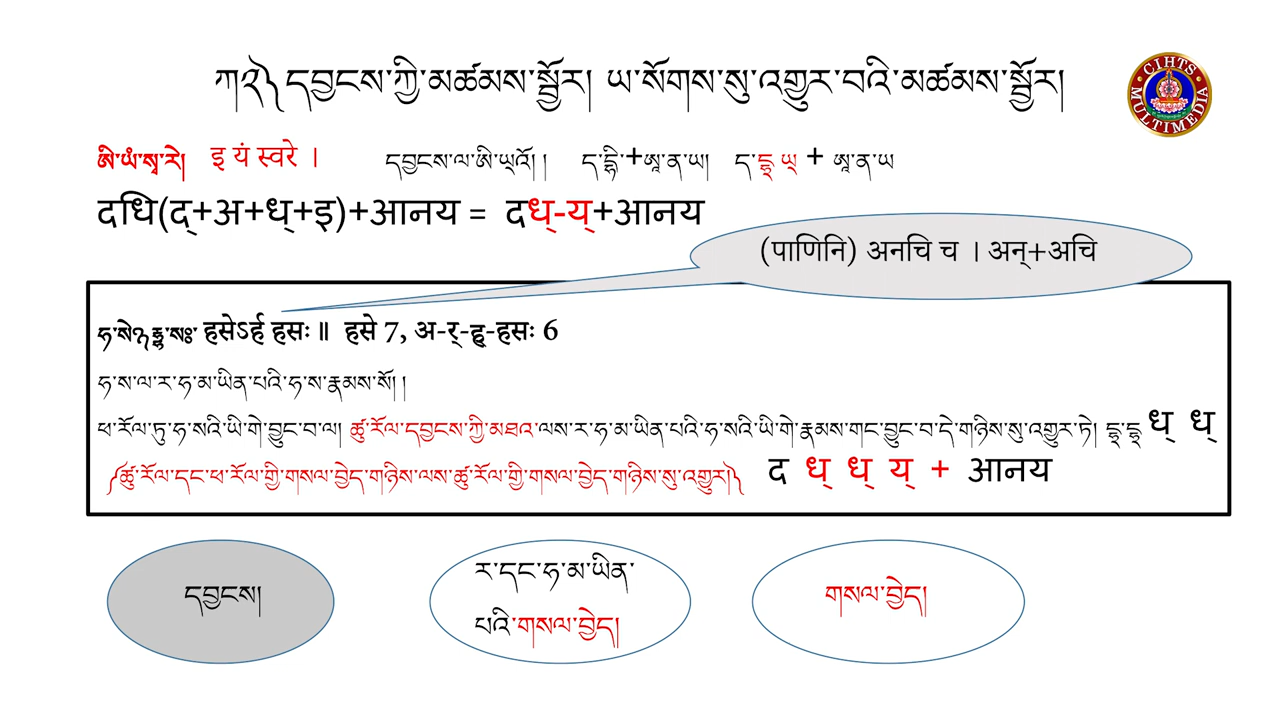 ཀ༢༽ དབྱངས་ཀྱི་མཚམས་སྦྱོར། ཡ་སོགས་སུ་འགྱུར་བའི་མཚམས་སྦྱོར།
CIHTS MULTIMEDIA
ཨི་ཡཾ་སྭ་རེ། इ यं स्वरे । དབྱངས་ལ་ཨི་ཡ྄འོ། ། ད་དྷི་+ཨཱ་ན་ཡ། ད་དྷ྄ ཡ྄ + ཨཱ་ན་ཡ
दधि(द्+अ+ध्+इ)+आनय = दध्-य्+आनय
(पाणिनि) अनचि च । अन्+अचि
ཧ་སེ྅རྷ་སཿ हसेऽर्ह हसः ॥ हसे 7, अ-र्-ह्-हसः 6
ཧ་ས་ལ་ར་ཧ་མ་ཡིན་པའི་ཧ་ས་རྣམས་སོ། །
ཕ་རོལ་ཏུ་ཧ་སའི་ཡི་གེ་བྱུང་བ་ལ། ཚུ་རོལ་དབྱངས་ཀྱི་མཐའ་ལས་ར་ཧ་མ་ཡིན་པའི་ཧ་སའི་ཡི་གེ་རྣམས་གང་བྱུང་བ་དེ་གཉིས་སུ་འགྱུར་ཏེ། དྷ྄་དྷ྄ ध् ध्
༼ཚུ་རོལ་དང་ཕ་རོལ་གྱི་གསལ་བྱེད་གཉིས་ལས་ཚུ་རོལ་གྱི་གསལ་བྱེད་གཉིས་སུ་འགྱུར།༽ द ध् ध् य् + आनय
དབྱངས།
ར་དང་ཧ་མ་ཡིན་
པའི་གསལ་བྱེད།
གསལ་བྱེད།